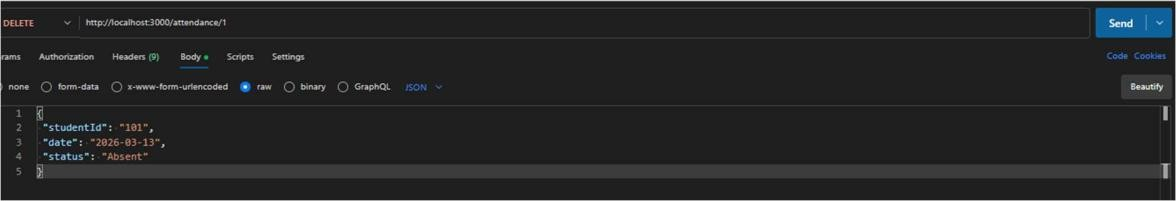 DELETE http://localhost:3000/attendance/1 Send
Authorization Headers (9) Body Scripts Settings Code Cookies
none form-data x-www-form-urlencoded raw binary GraphQL JSON Beautify
1 {
2 "studentId": "101",
3 "date": "2026-03-13",
4 "status": "Absent"
5 }